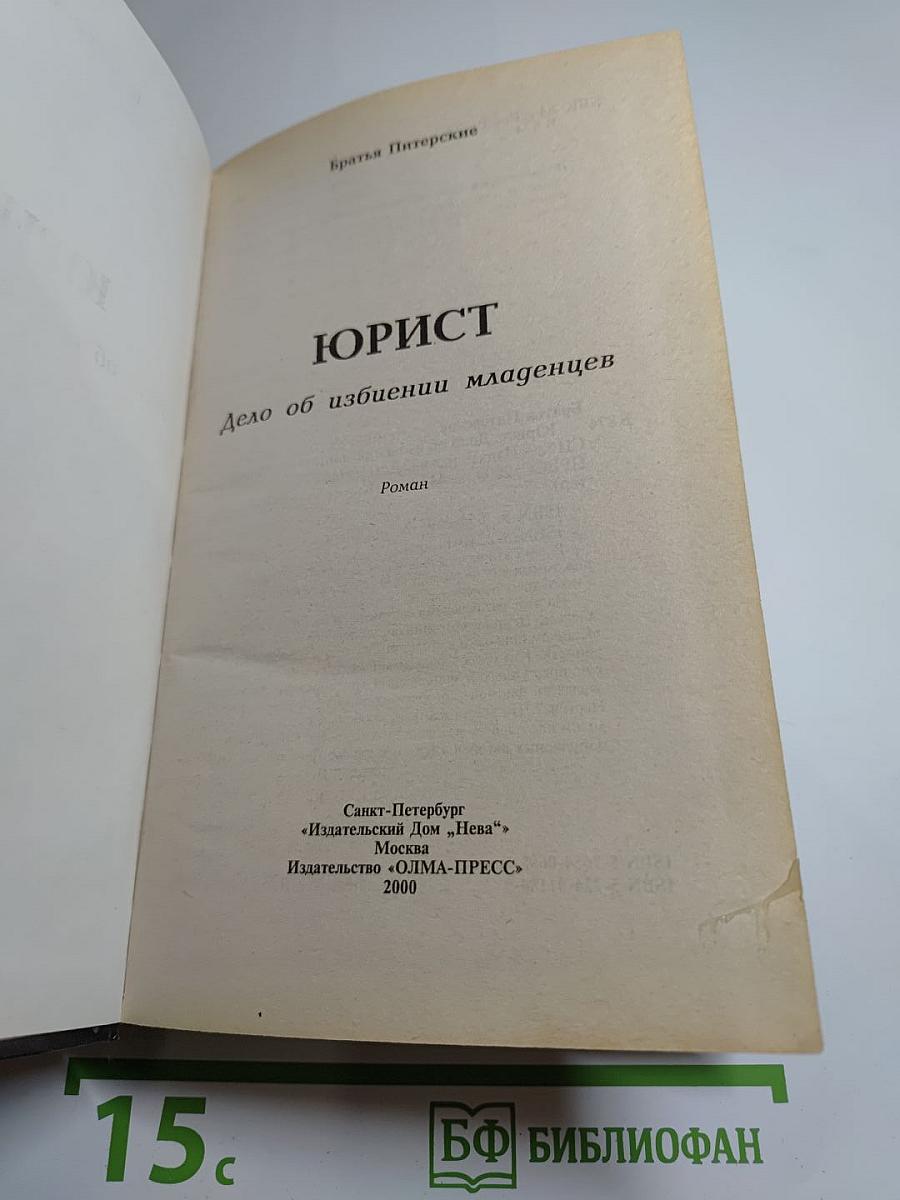 Братья Питерские
ЮРИСТ
Дело об избиении младенцев
Роман
Санкт-Петербург
«Издательский Дом „Нева“»
Москва
Издательство «ОЛМА-ПРЕСС»
2000
15 с
БФ БИБЛИОФАН